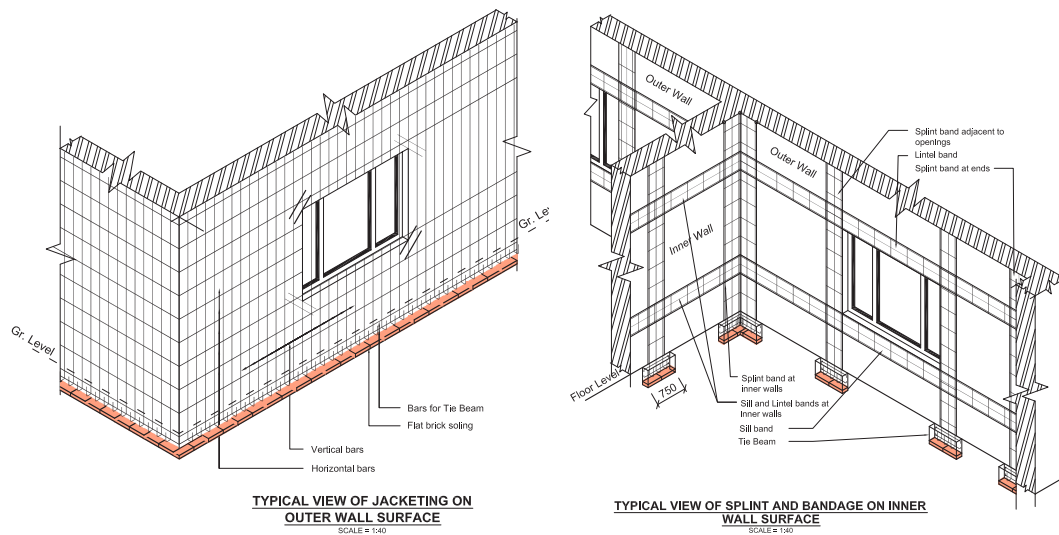 Gr. Level
Gr. Le
Bars for Tie Beam
Flat brick soling
Vertical bars
Horizontal bars
TYPICAL VIEW OF JACKETING ON
OUTER WALL SURFACE
SCALE = 1:40
Outer Wall
Outer Wall
Inner Wall
Splint band adjacent to
openings
Lintel band
Splint band at ends
Floor Level
750
Splint band at
inner walls
Sill and Lintel bands at
Inner walls
Sill band
Tie Beam
TYPICAL VIEW OF SPLINT AND BANDAGE ON INNER
WALL SURFACE
SCALE = 1:40